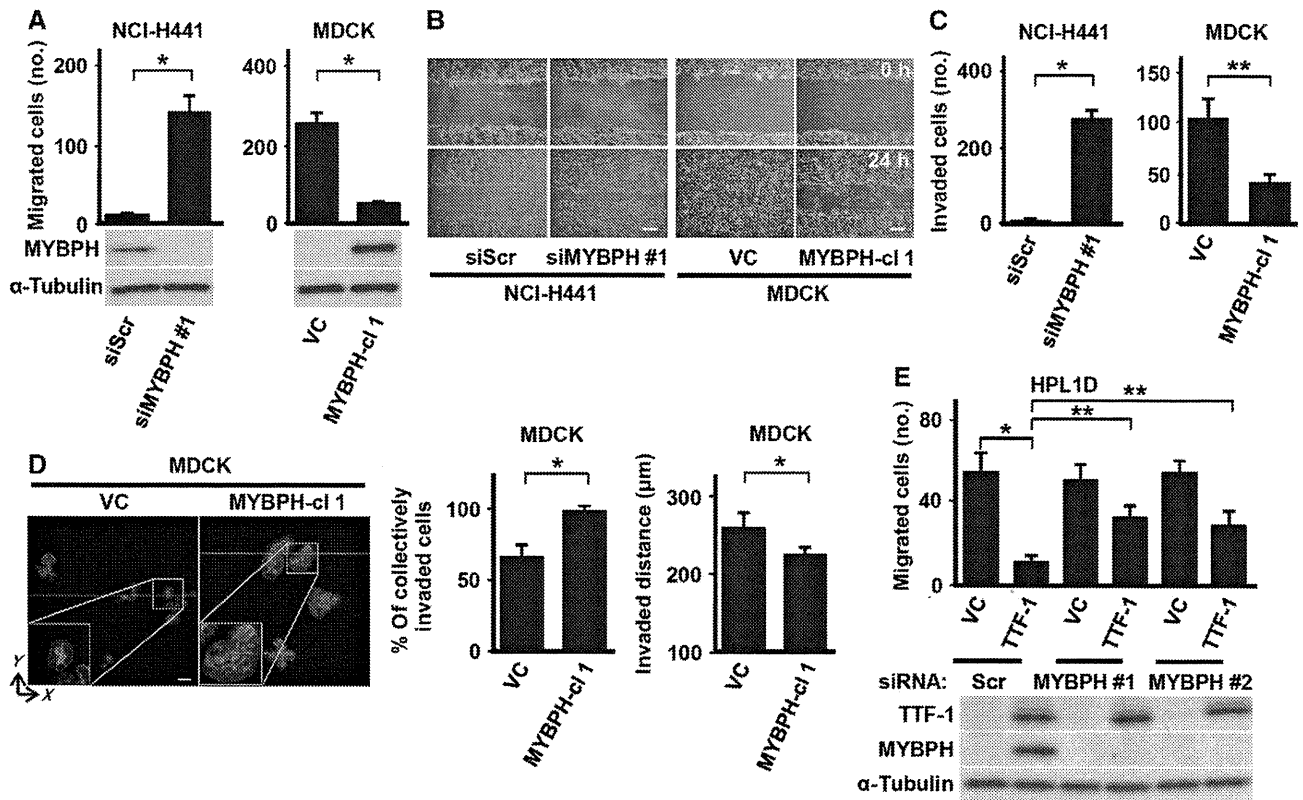 A
NCI-H441
MDCK
Migrated cells (no.)
200
100
0
*
400
200
0
*
MYBPH
α-Tubulin
siScr
siMYBPH #1
VC
MYBPH-cl 1
B
0 h
24 h
siScr
siMYBPH #1
VC
MYBPH-cl 1
NCI-H441
MDCK
C
NCI-H441
MDCK
Invaded cells (no.)
400
200
0
*
150
100
50
0
**
siScr
siMYBPH #1
VC
MYBPH-cl 1
D
MDCK
VC
MYBPH-cl 1
Y
X
MDCK
% Of collectively
invaded cells
100
50
0
*
VC
MYBPH-cl 1
MDCK
Invaded distance (µm)
300
200
100
*
VC
MYBPH-cl 1
E
HPL1D
Migrated cells (no.)
80
40
0
*
**
**
VC
TTF-1
VC
TTF-1
VC
TTF-1
siRNA: Scr MYBPH #1 MYBPH #2
TTF-1
MYBPH
α-Tubulin